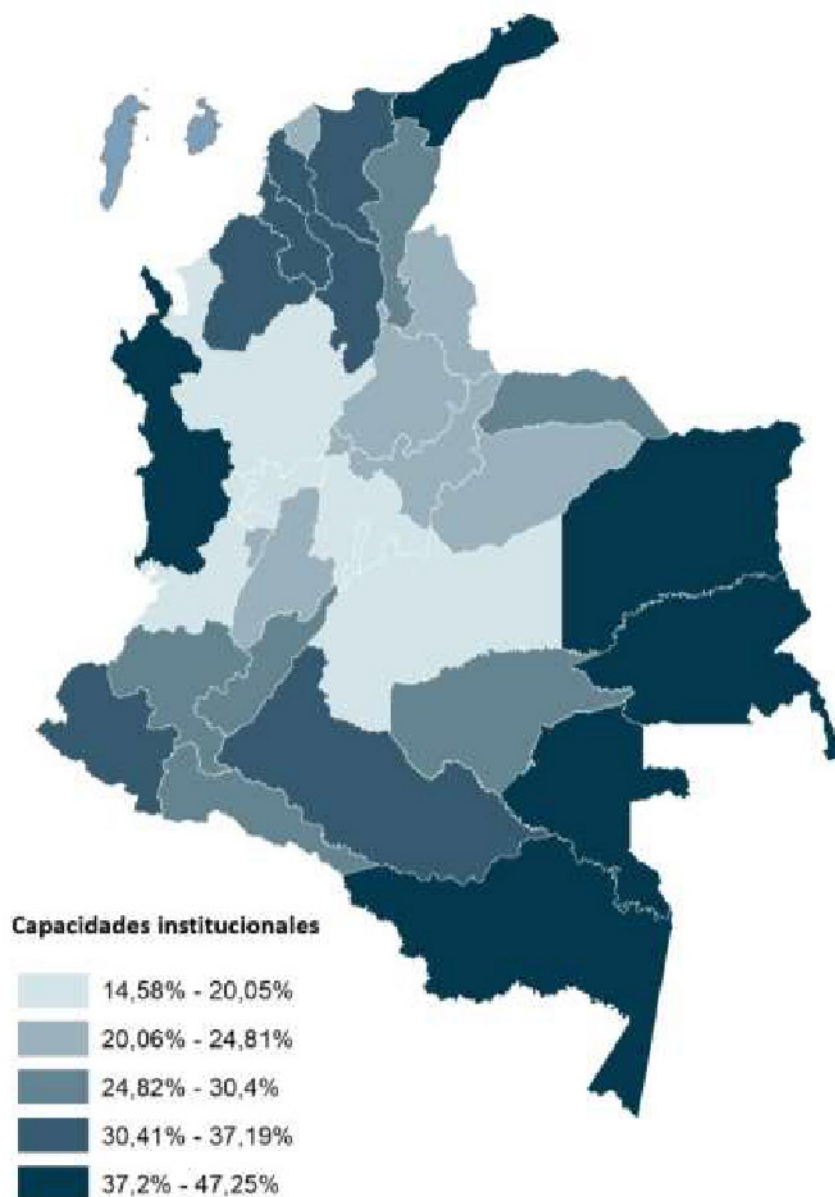 Capacidades institucionales
14,58% - 20,05%
20,06% - 24,81%
24,82% - 30,4%
30,41% - 37,19%
37,2% - 47,25%